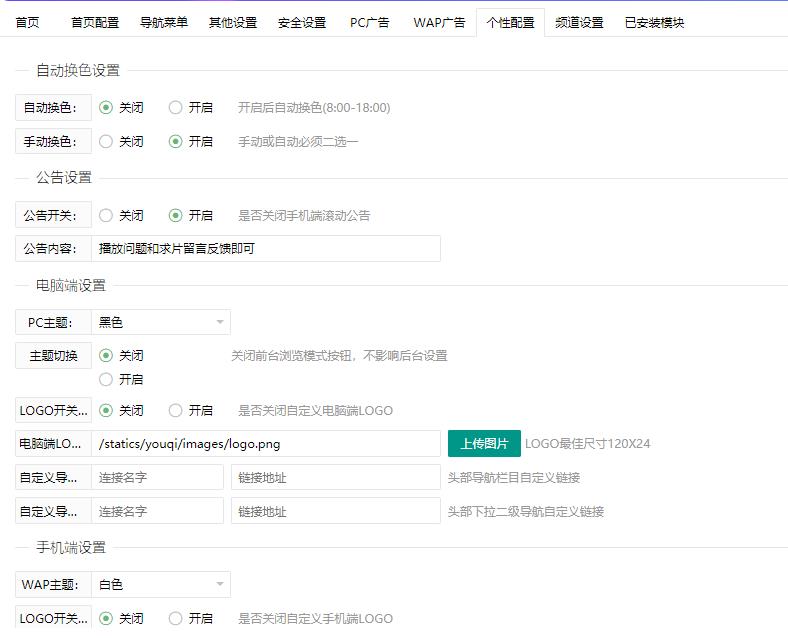 首页 首页配置 导航菜单 其他设置 安全设置 PC广告 WAP广告 个性配置 频道设置 已安装模块
自动换色设置
自动换色： 关闭 开启 开启后自动换色(8:00-18:00)
手动换色： 关闭 开启 手动或自动必须二选一
公告设置
公告开关： 关闭 开启 是否关闭手机端滚动公告
公告内容： 播放问题和求片留言反馈即可
电脑端设置
PC主题： 黑色
主题切换 关闭 关闭前台浏览模式按钮，不影响后台设置
开启
LOGO开关... 关闭 开启 是否关闭自定义电脑端LOGO
电脑端LO... /statics/youqi/images/logo.png 上传图片 LOGO最佳尺寸120X24
自定义导... 连接名字 链接地址 头部导航栏目自定义链接
自定义导... 连接名字 链接地址 头部下拉二级导航自定义链接
手机端设置
WAP主题： 白色
LOGO开关... 关闭 开启 是否关闭自定义手机端LOGO